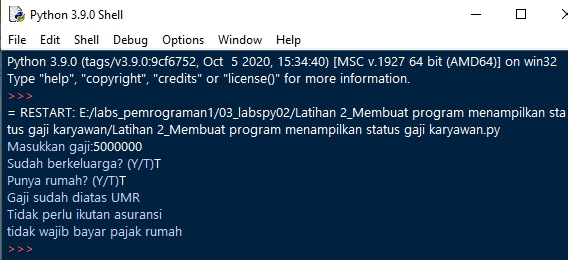 Python 3.9.0 Shell
File Edit Shell Debug Options Window Help
Python 3.9.0 (tags/v3.9.0:9cf6752, Oct  5 2020, 15:34:40) [MSC v.1927 64 bit (AMD64)] on win32
Type "help", "copyright", "credits" or "license()" for more information.
>>>
= RESTART: E:/labs_pemrograman1/03_labspy02/Latihan 2_Membuat program menampilkan sta
tus gaji karyawan/Latihan 2_Membuat program menampilkan status gaji karyawan.py
Masukkan gaji:5000000
Sudah berkeluarga? (Y/T)T
Punya rumah? (Y/T)T
Gaji sudah diatas UMR
Tidak perlu ikutan asuransi
tidak wajib bayar pajak rumah
>>>